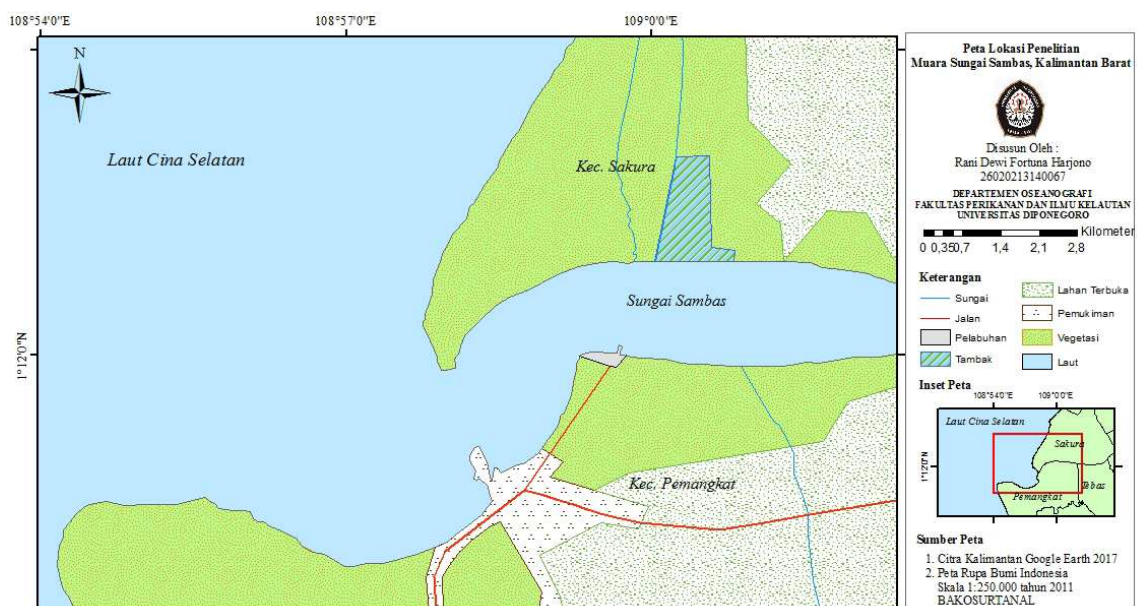 108°54'0"E
108°57'0"E
109°0'0"E
N
Laut Cina Selatan
Kec. Sakura
Sungai Sambas
1°12'0"N
Kec. Pemangkat
Peta Lokasi Penelitian
Muara Sungai Sambas, Kalimantan Barat
Disusun Oleh :
Rani Dewi Fortuna Harjono
26020213140067
DEPARTEMEN OSEANOGRAFI
FAKULTAS PERIKANAN DAN ILMU KELAUTAN
UNIVERSITAS DIPONEGORO
Kilometer
0 0,35 0,7 1,4 2,1 2,8
Keterangan
Sungai
Jalan
Pelabuhan
Tambak
Lahan Terbuka
Pemukiman
Vegetasi
Laut
Inset Peta
108°54'0"E 109°0'0"E
Laut Cina Selatan
Sakura
1°12'0"N
Tebas
Pemangkat
Sumber Peta
1. Citra Kalimantan Google Earth 2017
2. Peta Rupa Bumi Indonesia
Skala 1:250.000 tahun 2011
BAKOSURTANAL